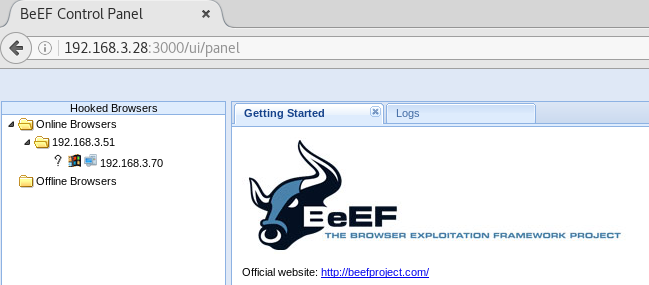 BeEF Control Panel
192.168.3.28:3000/ui/panel
Hooked Browsers
Online Browsers
192.168.3.51
192.168.3.70
Offline Browsers
Getting Started
Logs
BeEF
THE BROWSER EXPLOITATION FRAMEWORK PROJECT
Official website: http://beefproject.com/